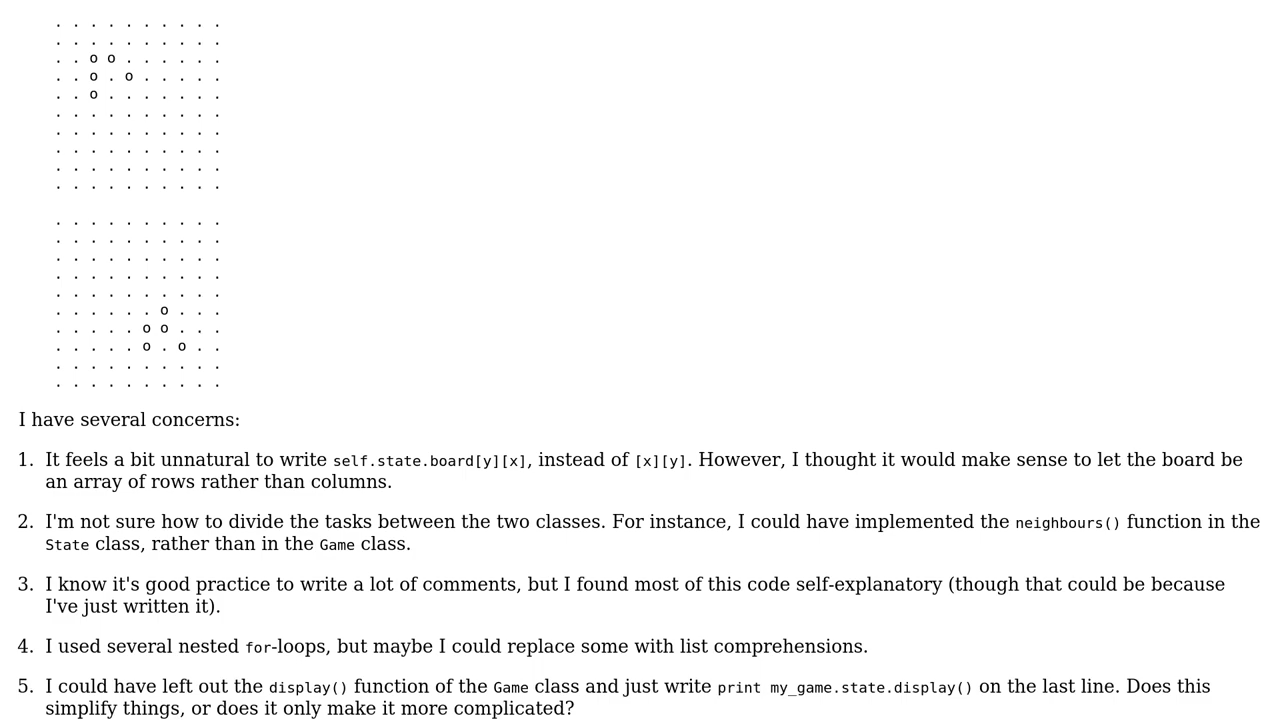 . . . . . . . . . .
. . . . . . . . . .
. . o o . . . . . .
. . o . o . . . . .
. . o . . . . . . .
. . . . . . . . . .
. . . . . . . . . .
. . . . . . . . . .
. . . . . . . . . .
. . . . . . . . . .
. . . . . . . . . .
. . . . . . . . . .
. . . . . . . . . .
. . . . . . . . . .
. . . . . . . . . .
. . . . . . o . . .
. . . . . o o . . .
. . . . . o . o . .
. . . . . . . . . .
. . . . . . . . . .
I have several concerns:
1. It feels a bit unnatural to write self.state.board[y][x], instead of [x][y]. However, I thought it would make sense to let the board be
an array of rows rather than columns.
2. I'm not sure how to divide the tasks between the two classes. For instance, I could have implemented the neighbours() function in the
State class, rather than in the Game class.
3. I know it's good practice to write a lot of comments, but I found most of this code self-explanatory (though that could be because
I've just written it).
4. I used several nested for-loops, but maybe I could replace some with list comprehensions.
5. I could have left out the display() function of the Game class and just write print my_game.state.display() on the last line. Does this
simplify things, or does it only make it more complicated?